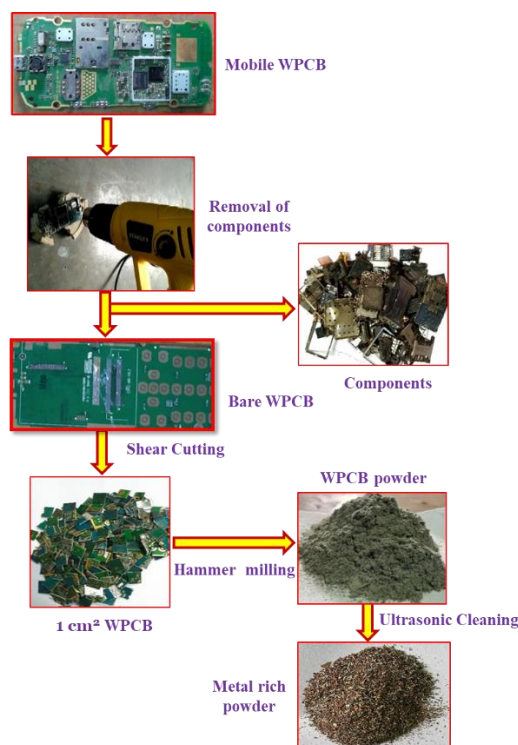 Mobile WPCB
Removal of
components
Components
Bare WPCB
Shear Cutting
WPCB powder
Hammer milling
1 cm² WPCB
Ultrasonic Cleaning
Metal rich
powder